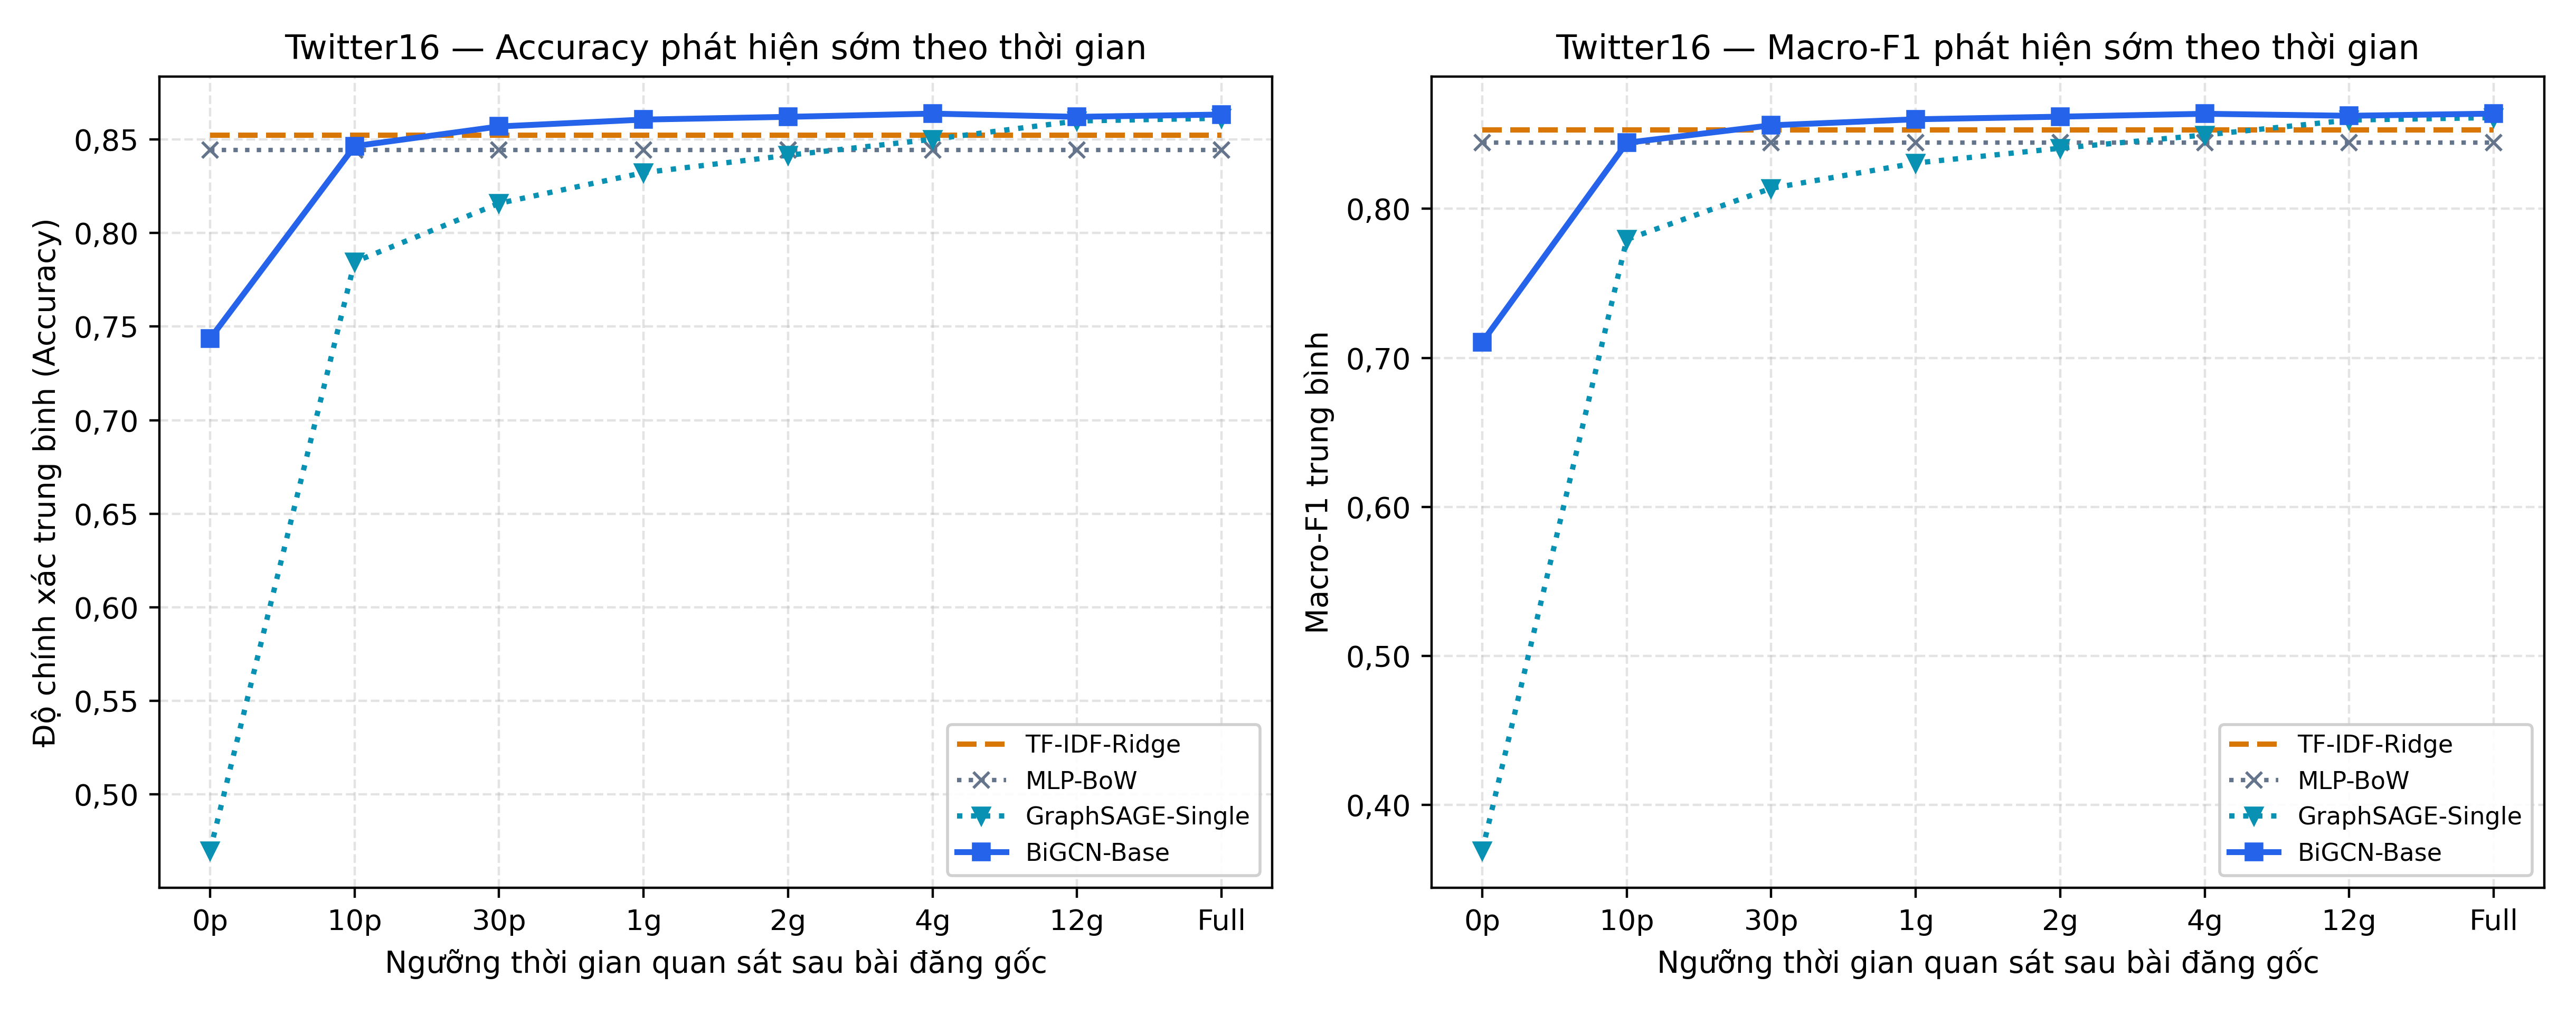 Twitter16 — Accuracy phát hiện sớm theo thời gian
Độ chính xác trung bình (Accuracy)
0,85
0,80
0,75
0,70
0,65
0,60
0,55
0,50
TF-IDF-Ridge
MLP-BoW
GraphSAGE-Single
BiGCN-Base
0p 10p 30p 1g 2g 4g 12g Full
Ngưỡng thời gian quan sát sau bài đăng gốc
Twitter16 — Macro-F1 phát hiện sớm theo thời gian
Macro-F1 trung bình
0,80
0,70
0,60
0,50
0,40
TF-IDF-Ridge
MLP-BoW
GraphSAGE-Single
BiGCN-Base
0p 10p 30p 1g 2g 4g 12g Full
Ngưỡng thời gian quan sát sau bài đăng gốc